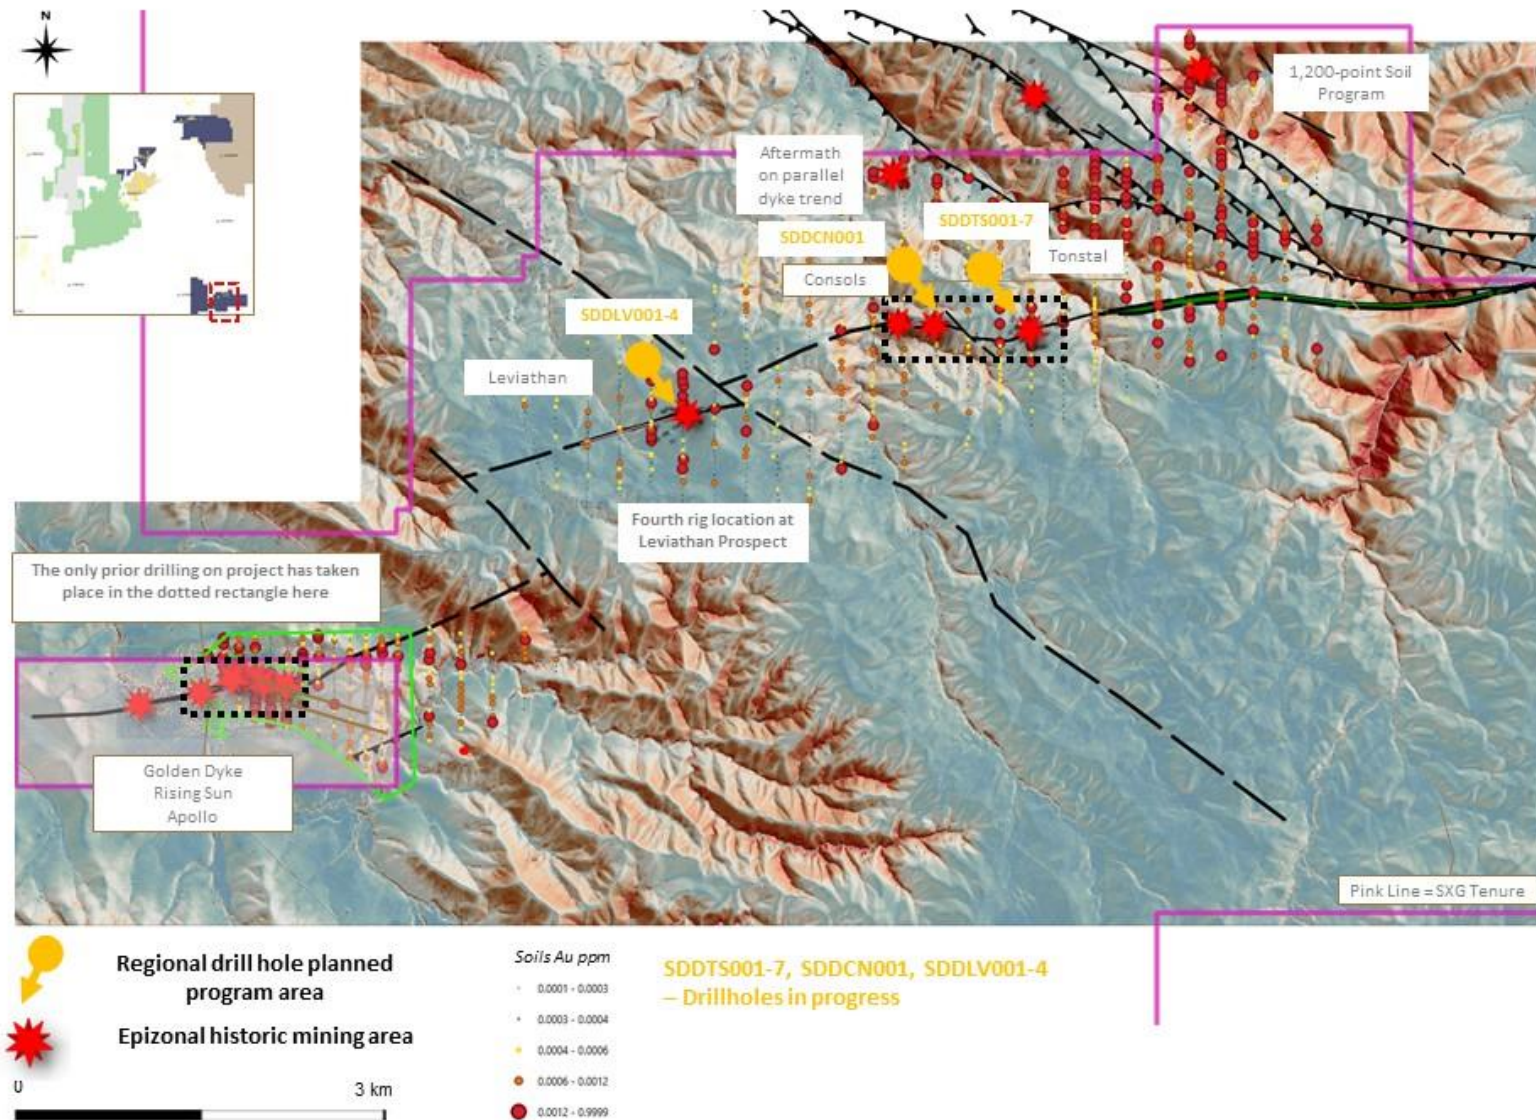 N
1,200-point Soil
Program
Aftermath
on parallel
dyke trend
SDDTS001-7
SDDCN001
Tonstal
Consols
SDDLV001-4
Leviathan
Fourth rig location at
Leviathan Prospect
The only prior drilling on project has taken
place in the dotted rectangle here
Golden Dyke
Rising Sun
Apollo
Pink Line = SXG Tenure
Regional drill hole planned
program area
Epizonal historic mining area
0
3 km
Soils Au ppm
0.0001 - 0.0003
0.0003 - 0.0004
0.0004 - 0.0006
0.0006 - 0.0012
0.0012 - 0.9999
SDDTS001-7, SDDCN001, SDDLV001-4
– Drillholes in progress